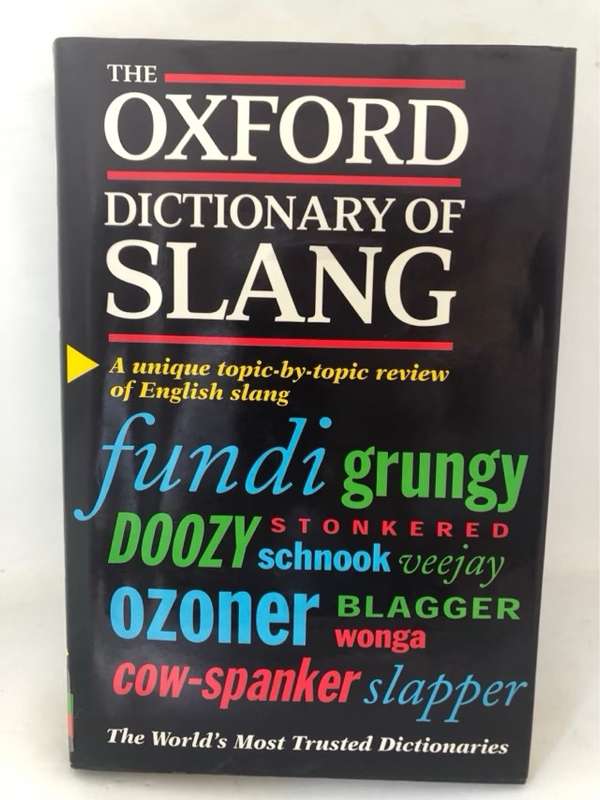 THE
OXFORD
DICTIONARY OF
SLANG
A unique topic-by-topic review
of English slang
fundi grungy
DOOZY STONKERED
schnook veejay
ozoner BLAGGER
wonga
cow-spanker slapper
The World's Most Trusted Dictionaries